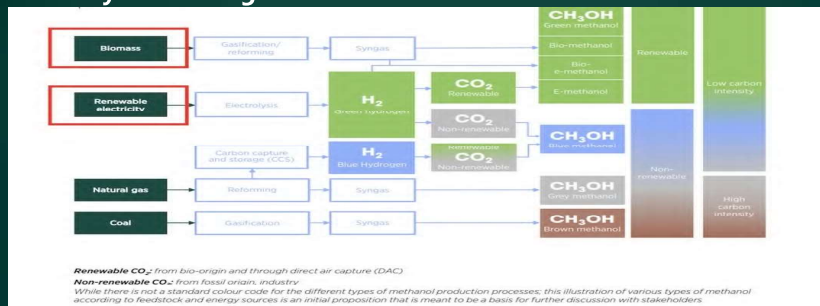 CH₃OH
Green methanol
Biomass
Gasification/
reforming
Syngas
Bio-methanol
Renewable
Bio-
e-methanol
Low carbon
intensity
Renewable
electricity
Electrolysis
H₂
Green hydrogen
CO₂
Renewable
E-methanol
CO₂
Non-renewable
CH₃OH
Blue methanol
Carbon capture
and storage (CCS)
H₂
Blue Hydrogen
Renewable
CO₂
Non-renewable
Non-
renewable
Natural gas
Reforming
Syngas
CH₃OH
Grey methanol
High
carbon
intensity
Coal
Gasification
Syngas
CH₃OH
Brown methanol
Renewable CO₂: from bio-origin and through direct air capture (DAC)
Non-renewable CO₂: from fossil origin, industry
While there is not a standard colour code for the different types of methanol production processes; this illustration of various types of methanol
according to feedstock and energy sources is an initial proposition that is meant to be a basis for further discussion with stakeholders